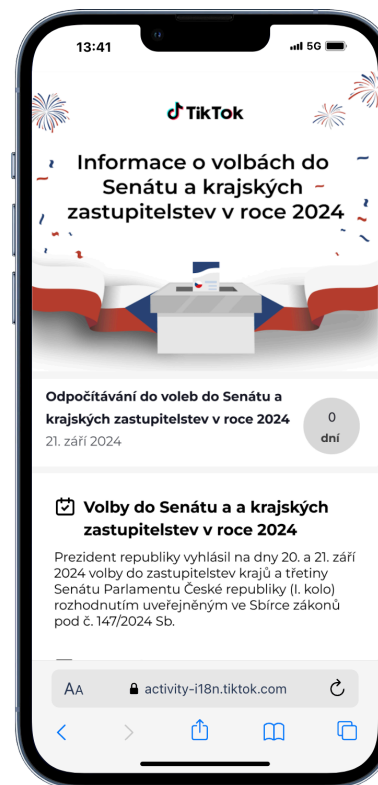 13:41
5G
TikTok
Informace o volbách do
Senátu a krajských
zastupitelstev v roce 2024
Odpočítávání do voleb do Senátu a
krajských zastupitelstev v roce 2024
21. září 2024
0
dní
Volby do Senátu a a krajských
zastupitelstev v roce 2024
Prezident republiky vyhlásil na dny 20. a 21. září
2024 volby do zastupitelstev krajů a třetiny
Senátu Parlamentu České republiky (I. kolo)
rozhodnutím uveřejněným ve Sbírce zákonů
pod č. 147/2024 Sb.
AA
activity-i18n.tiktok.com